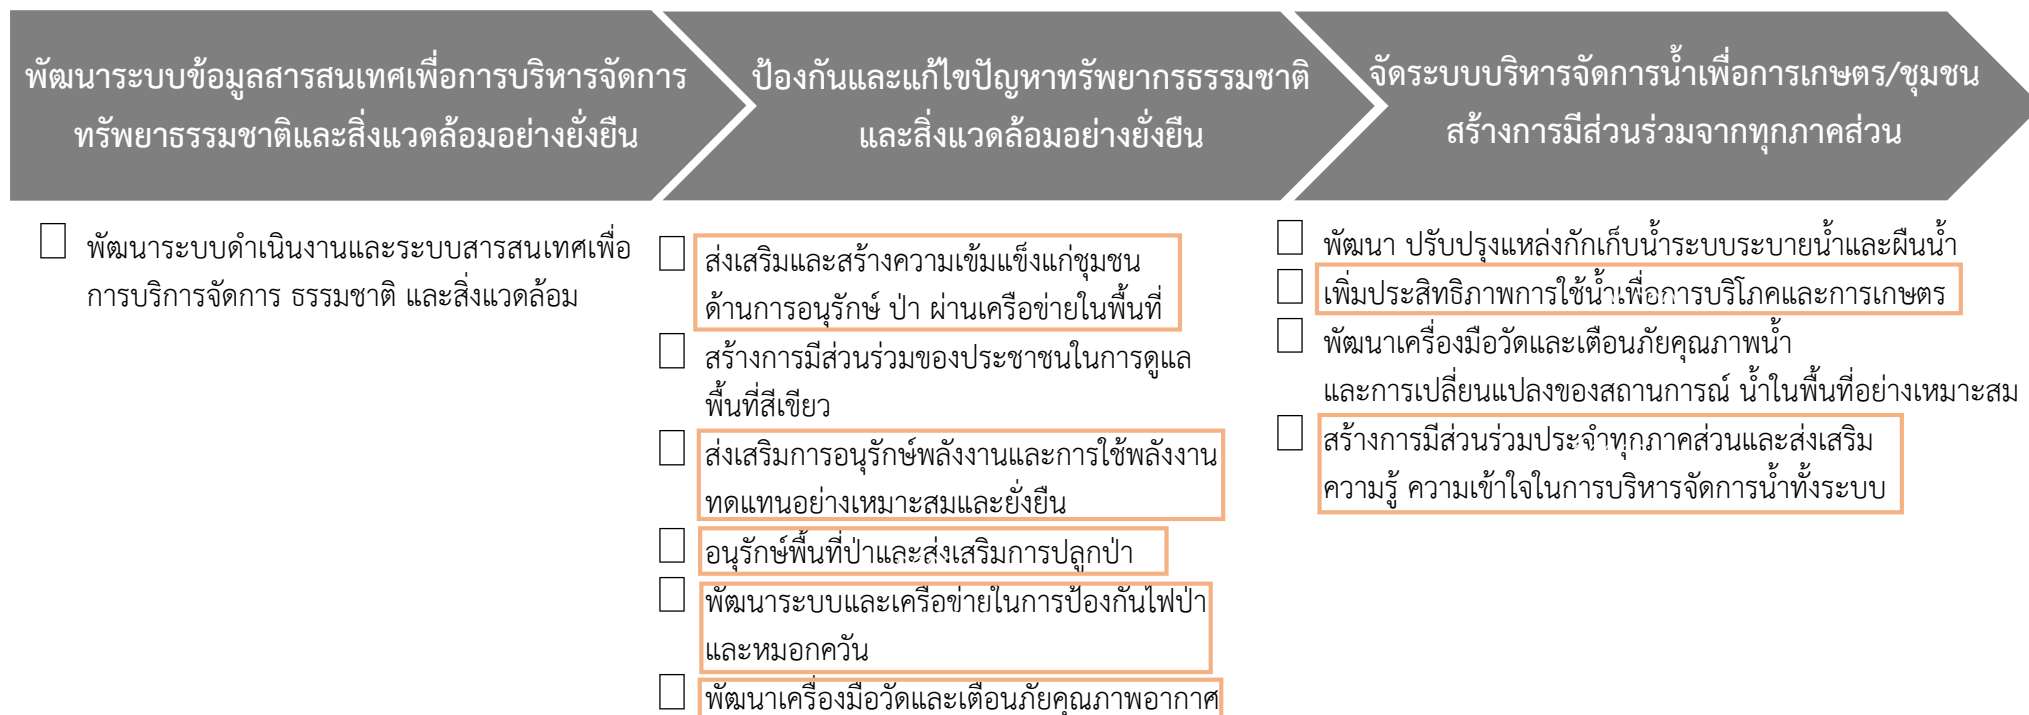 พัฒนาระบบข้อมูลสารสนเทศเพื่อการบริหารจัดการ
ทรัพยาธรรมชาติและสิ่งแวดล้อมอย่างยั่งยืน
ป้องกันและแก้ไขปัญหาทรัพยากรธรรมชาติ
และสิ่งแวดล้อมอย่างยั่งยืน
จัดระบบบริหารจัดการน้ำเพื่อการเกษตร/ชุมชน
สร้างการมีส่วนร่วมจากทุกภาคส่วน
พัฒนาระบบดำเนินงานและระบบสารสนเทศเพื่อ
การบริการจัดการ ธรรมชาติ และสิ่งแวดล้อม
ส่งเสริมและสร้างความเข้มแข็งแก่ชุมชน
ด้านการอนุรักษ์ ป่า ผ่านเครือข่ายในพื้นที่
สร้างการมีส่วนร่วมของประชาชนในการดูแล
พื้นที่สีเขียว
ส่งเสริมการอนุรักษ์พลังงานและการใช้พลังงาน
ทดแทนอย่างเหมาะสมและยั่งยืน
อนุรักษ์พื้นที่ป่าและส่งเสริมการปลูกป่า
พัฒนาระบบและเครือข่ายในการป้องกันไฟป่า
และหมอกควัน
พัฒนาเครื่องมือวัดและเตือนภัยคุณภาพอากาศ
พัฒนา ปรับปรุงแหล่งกักเก็บน้ำระบบระบายน้ำและผืนน้ำ
เพิ่มประสิทธิภาพการใช้น้ำเพื่อการบริโภคและการเกษตร
พัฒนาเครื่องมือวัดและเตือนภัยคุณภาพน้ำ
และการเปลี่ยนแปลงของสถานการณ์ น้ำในพื้นที่อย่างเหมาะสม
สร้างการมีส่วนร่วมประจำทุกภาคส่วนและส่งเสริม
ความรู้ ความเข้าใจในการบริหารจัดการน้ำทั้งระบบ